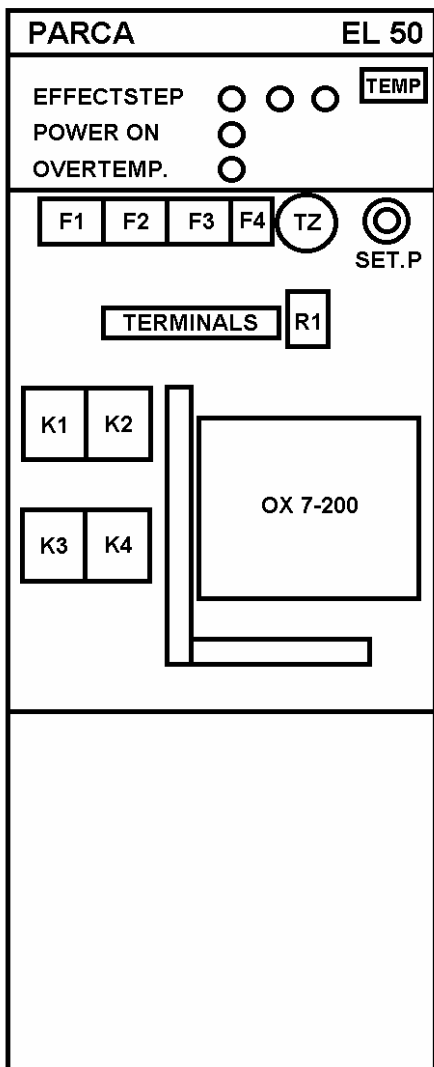 PARCA EL 50
TEMP
EFFECTSTEP
POWER ON
OVERTEMP.
F1 F2 F3 F4 TZ
SET.P
TERMINALS R1
K1 K2
OX 7-200
K3 K4